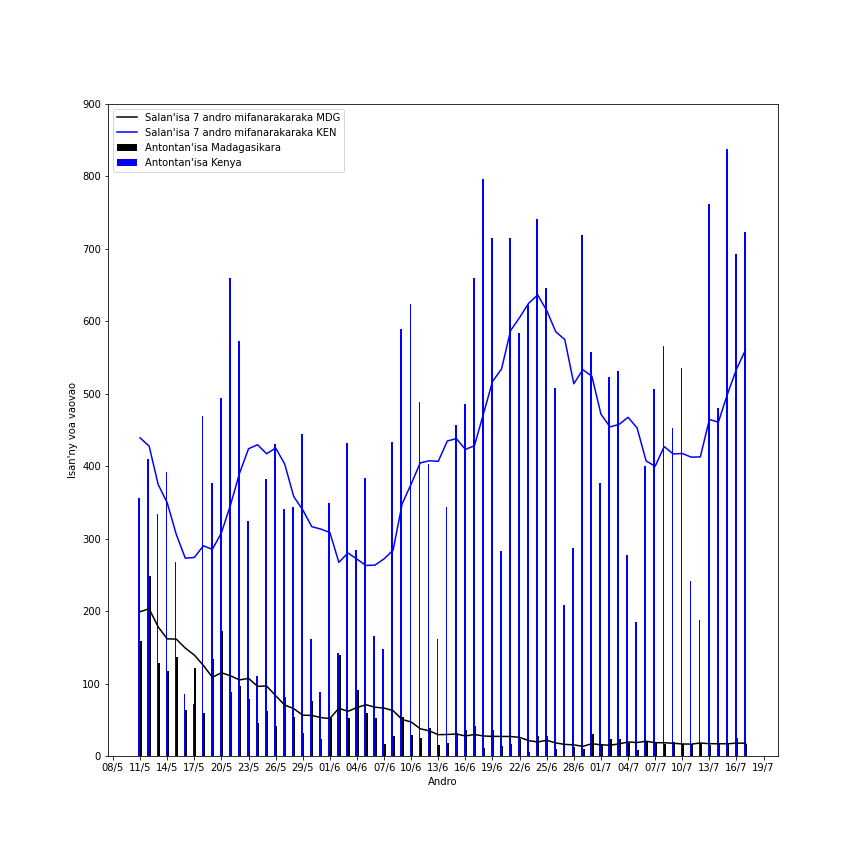 Salan'isa 7 andro mifanarakaraka MDG
Salan'isa 7 andro mifanarakaraka KEN
Antontan'isa Madagasikara
Antontan'isa Kenya
Isan'ny voa vaovao
900
800
700
600
500
400
300
200
100
0
08/5 11/5 14/5 17/5 20/5 23/5 26/5 29/5 01/6 04/6 07/6 10/6 13/6 16/6 19/6 22/6 25/6 28/6 01/7 04/7 07/7 10/7 13/7 16/7 19/7
Andro